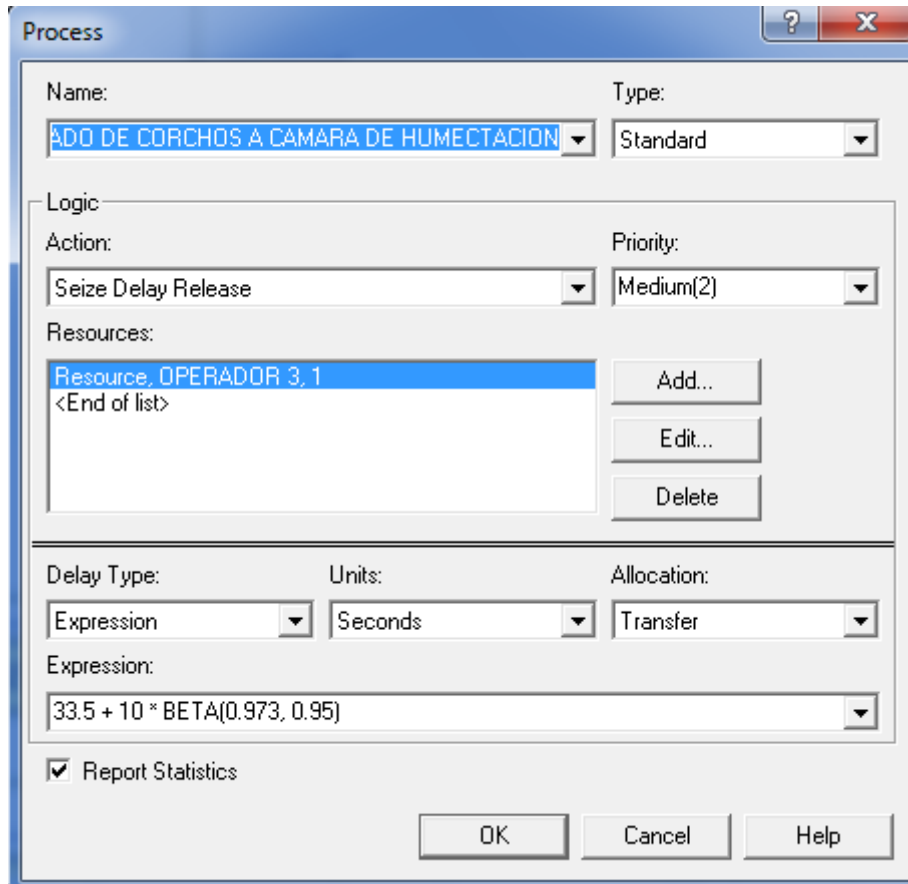 Process
Name:
Type:
ADO DE CORCHOS A CAMARA DE HUMECTACION
Standard
Logic
Action:
Priority:
Seize Delay Release
Medium(2)
Resources:
Resource, OPERADOR 3, 1
<End of list>
Add...
Edit...
Delete
Delay Type:
Units:
Allocation:
Expression
Seconds
Transfer
Expression:
33.5 + 10 * BETA(0.973, 0.95)
Report Statistics
OK
Cancel
Help